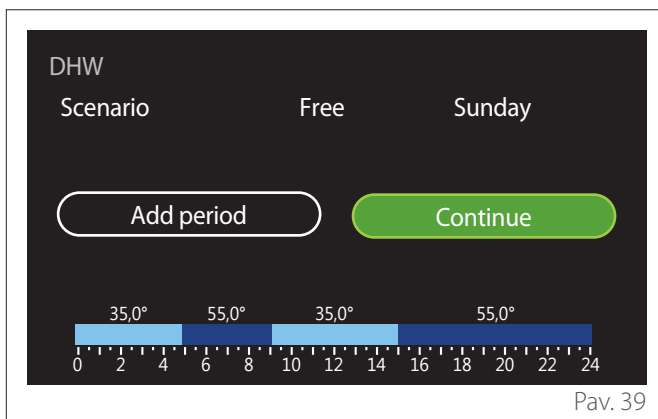 DHW
Scenario Free Sunday
Add period Continue
35,0° 55,0° 35,0° 55,0°
0 2 4 6 8 10 12 14 16 18 20 22 24
Pav. 39